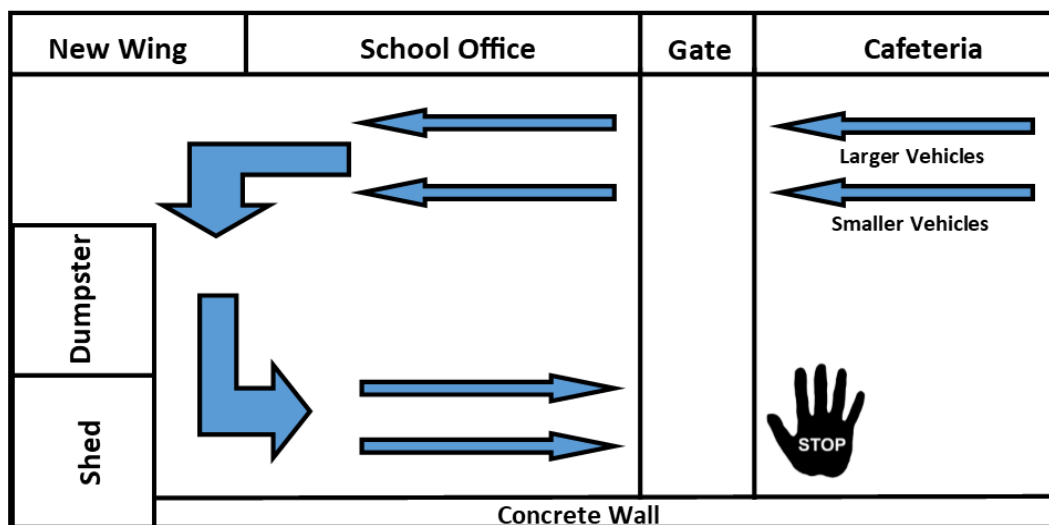 New Wing
School Office
Gate
Cafeteria
Larger Vehicles
Smaller Vehicles
Dumpster
Shed
STOP
Concrete Wall